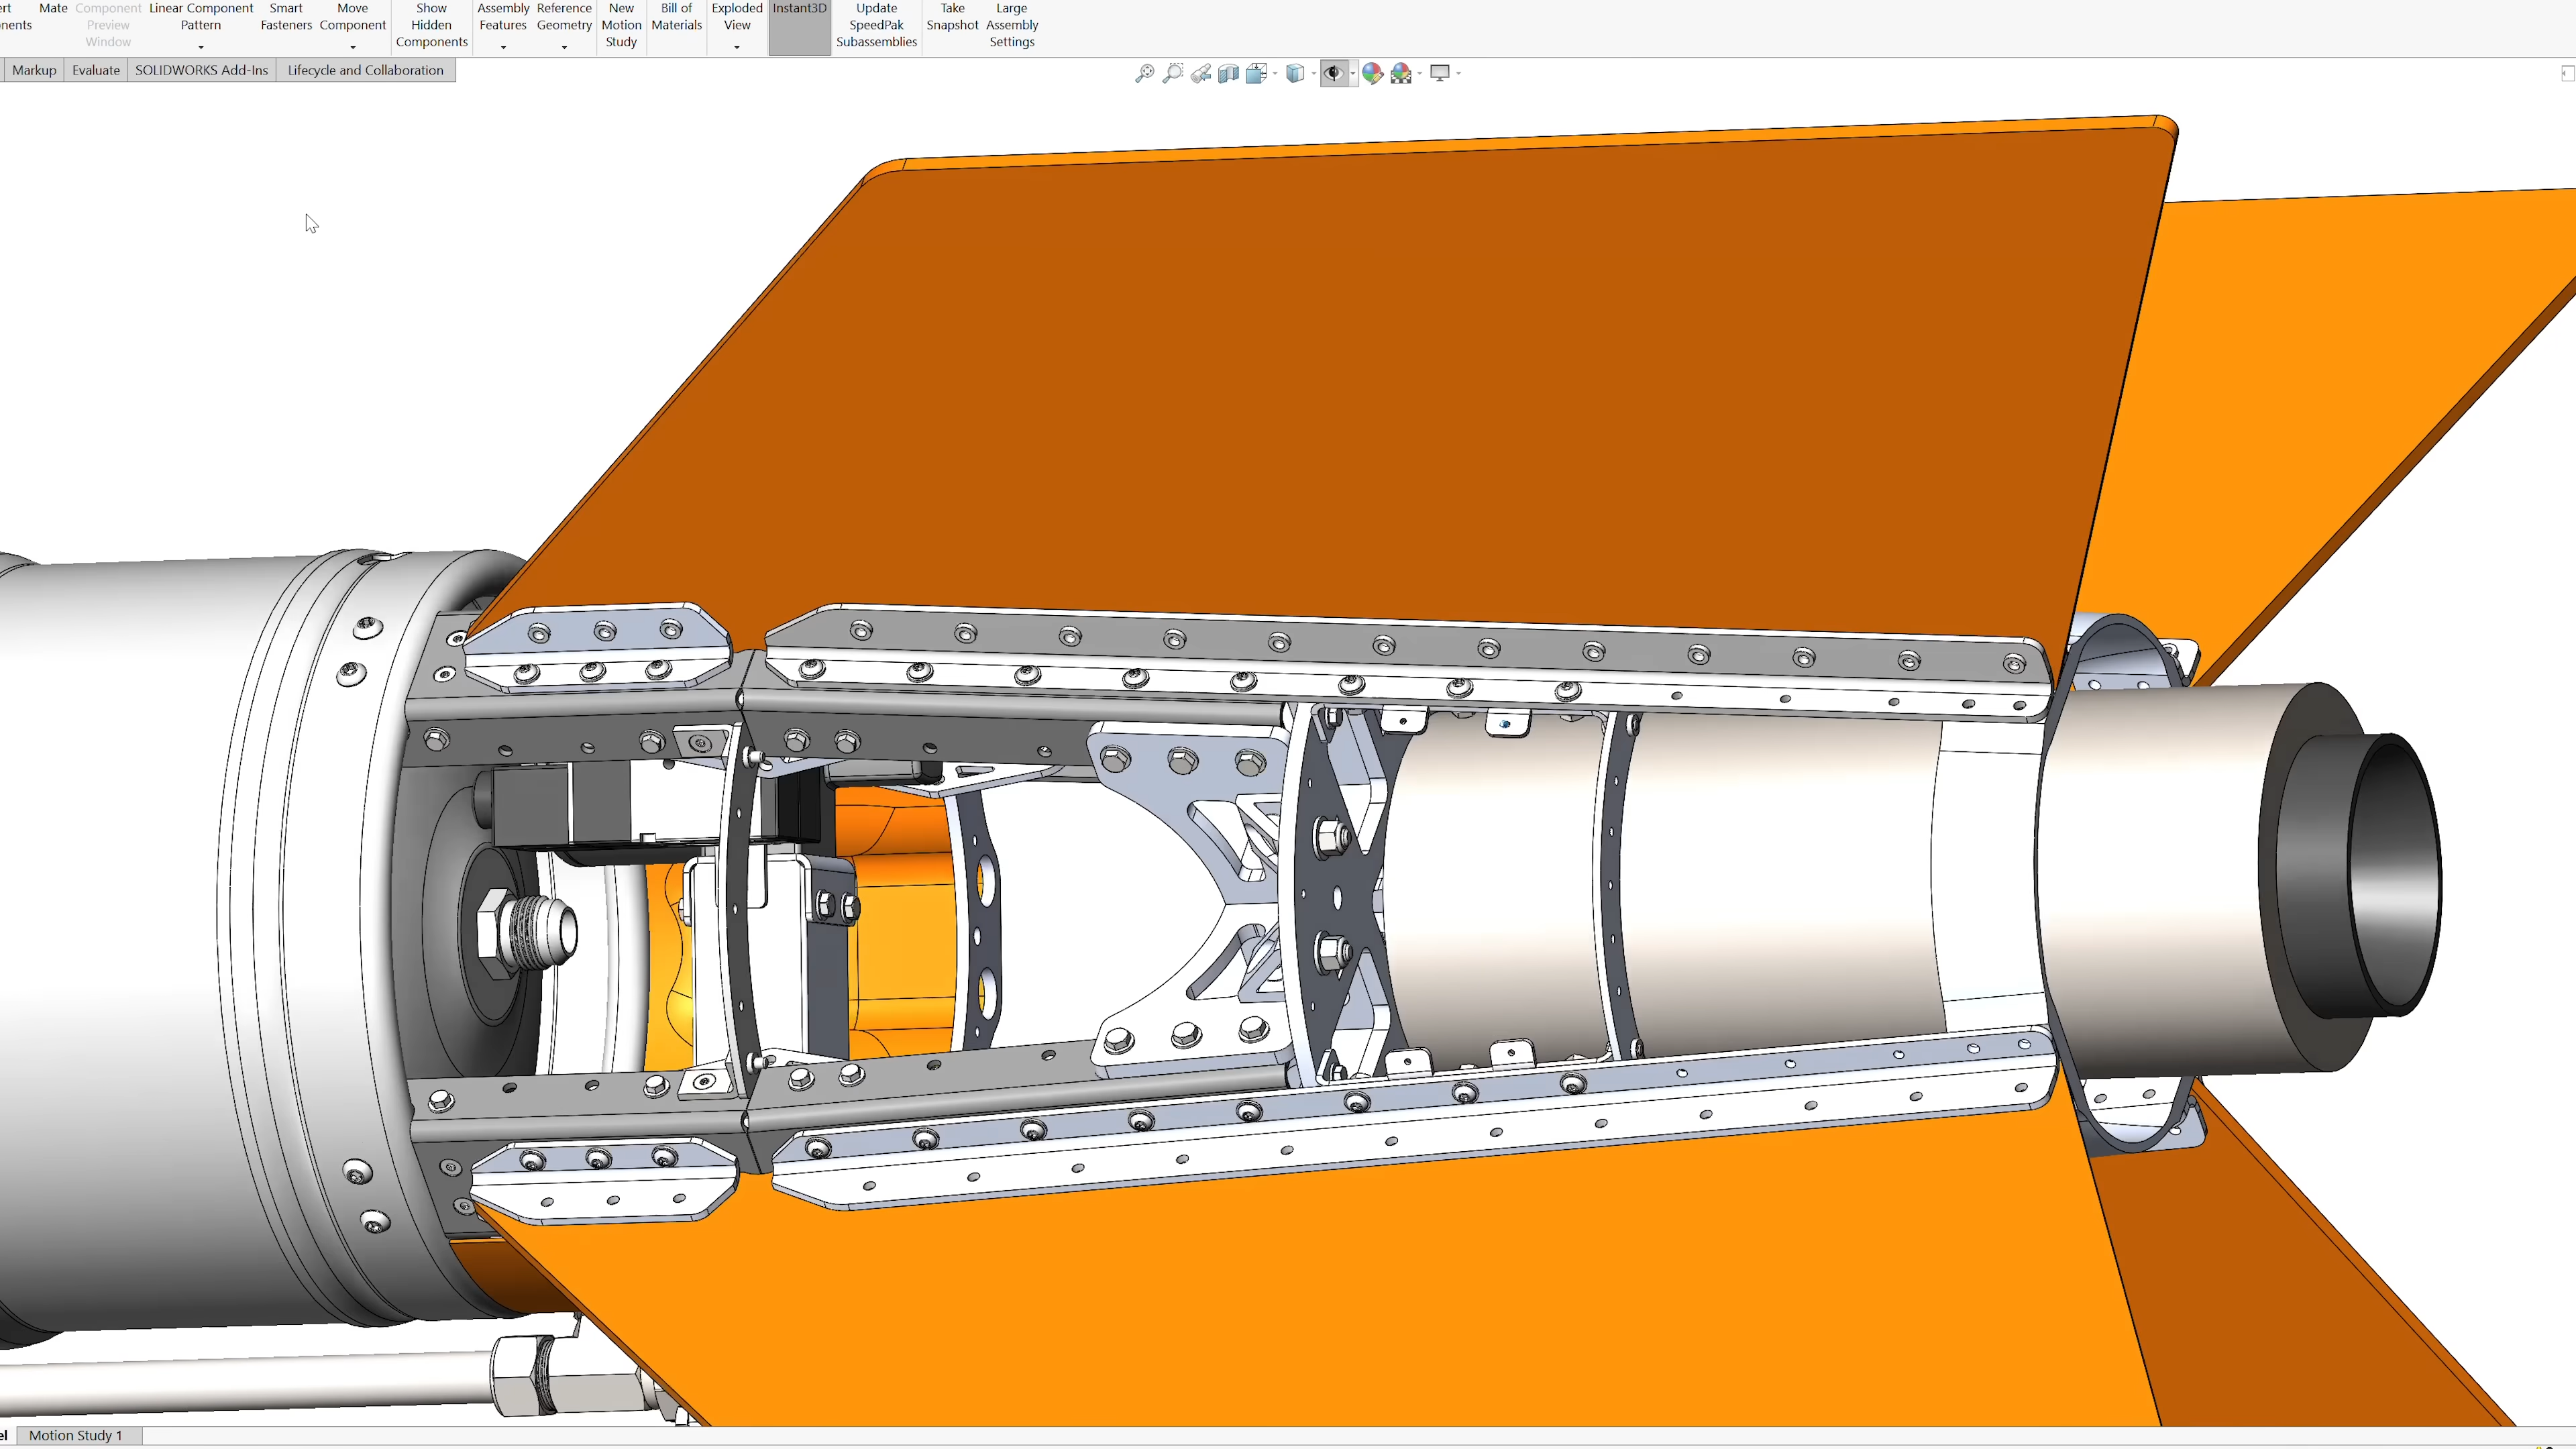 Mate
Component
Preview
Window
Linear Component
Pattern
Smart
Fasteners
Move
Component
Show
Hidden
Components
Assembly
Features
Reference
Geometry
New
Motion
Study
Bill of
Materials
Exploded
View
Instant3D
Update
SpeedPak
Subassemblies
Take
Snapshot
Large
Assembly
Settings
Markup
Evaluate
SOLIDWORKS Add-Ins
Lifecycle and Collaboration
Motion Study 1